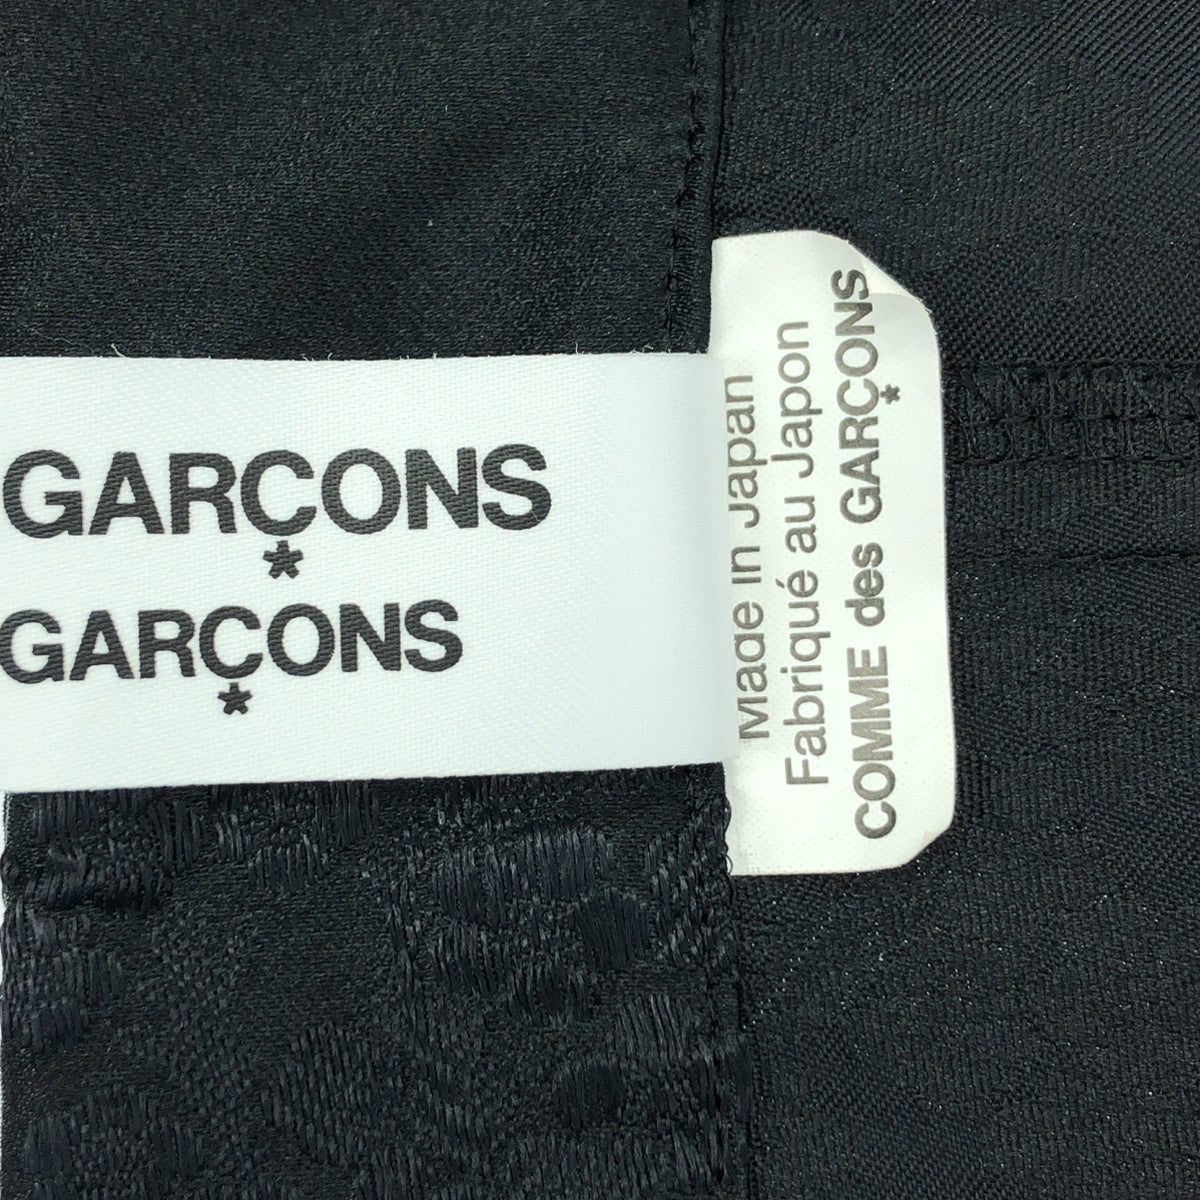 GARÇONS
GARÇONS
Made in Japan
Fabriqué au Japon
COMME des GARÇONS